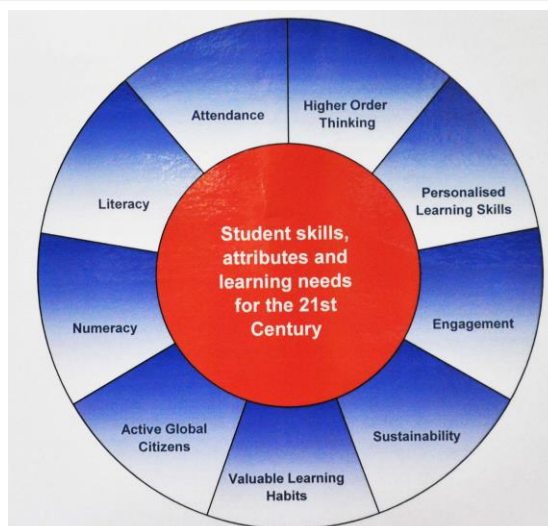 Student skills,
attributes and
learning needs
for the 21st
Century
Attendance
Higher Order
Thinking
Personalised
Learning Skills
Engagement
Sustainability
Valuable Learning
Habits
Active Global
Citizens
Numeracy
Literacy